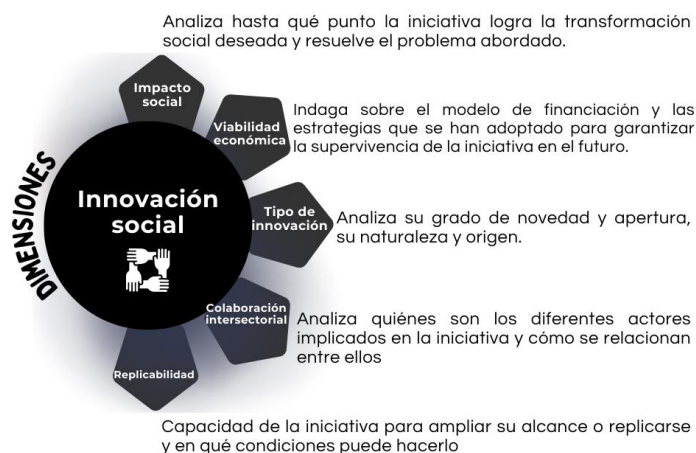 Analiza hasta qué punto la iniciativa logra la transformación
social deseada y resuelve el problema abordado.
Impacto
social
Viabilidad
económica
Indaga sobre el modelo de financiación y las
estrategias que se han adoptado para garantizar
la supervivencia de la iniciativa en el futuro.
DIMENSIONES
Innovación
social
Tipo de
innovación
Analiza su grado de novedad y apertura,
su naturaleza y origen.
Colaboración
intersectorial
Analiza quiénes son los diferentes actores
implicados en la iniciativa y cómo se relacionan
entre ellos
Replicabilidad
Capacidad de la iniciativa para ampliar su alcance o replicarse
y en qué condiciones puede hacerlo